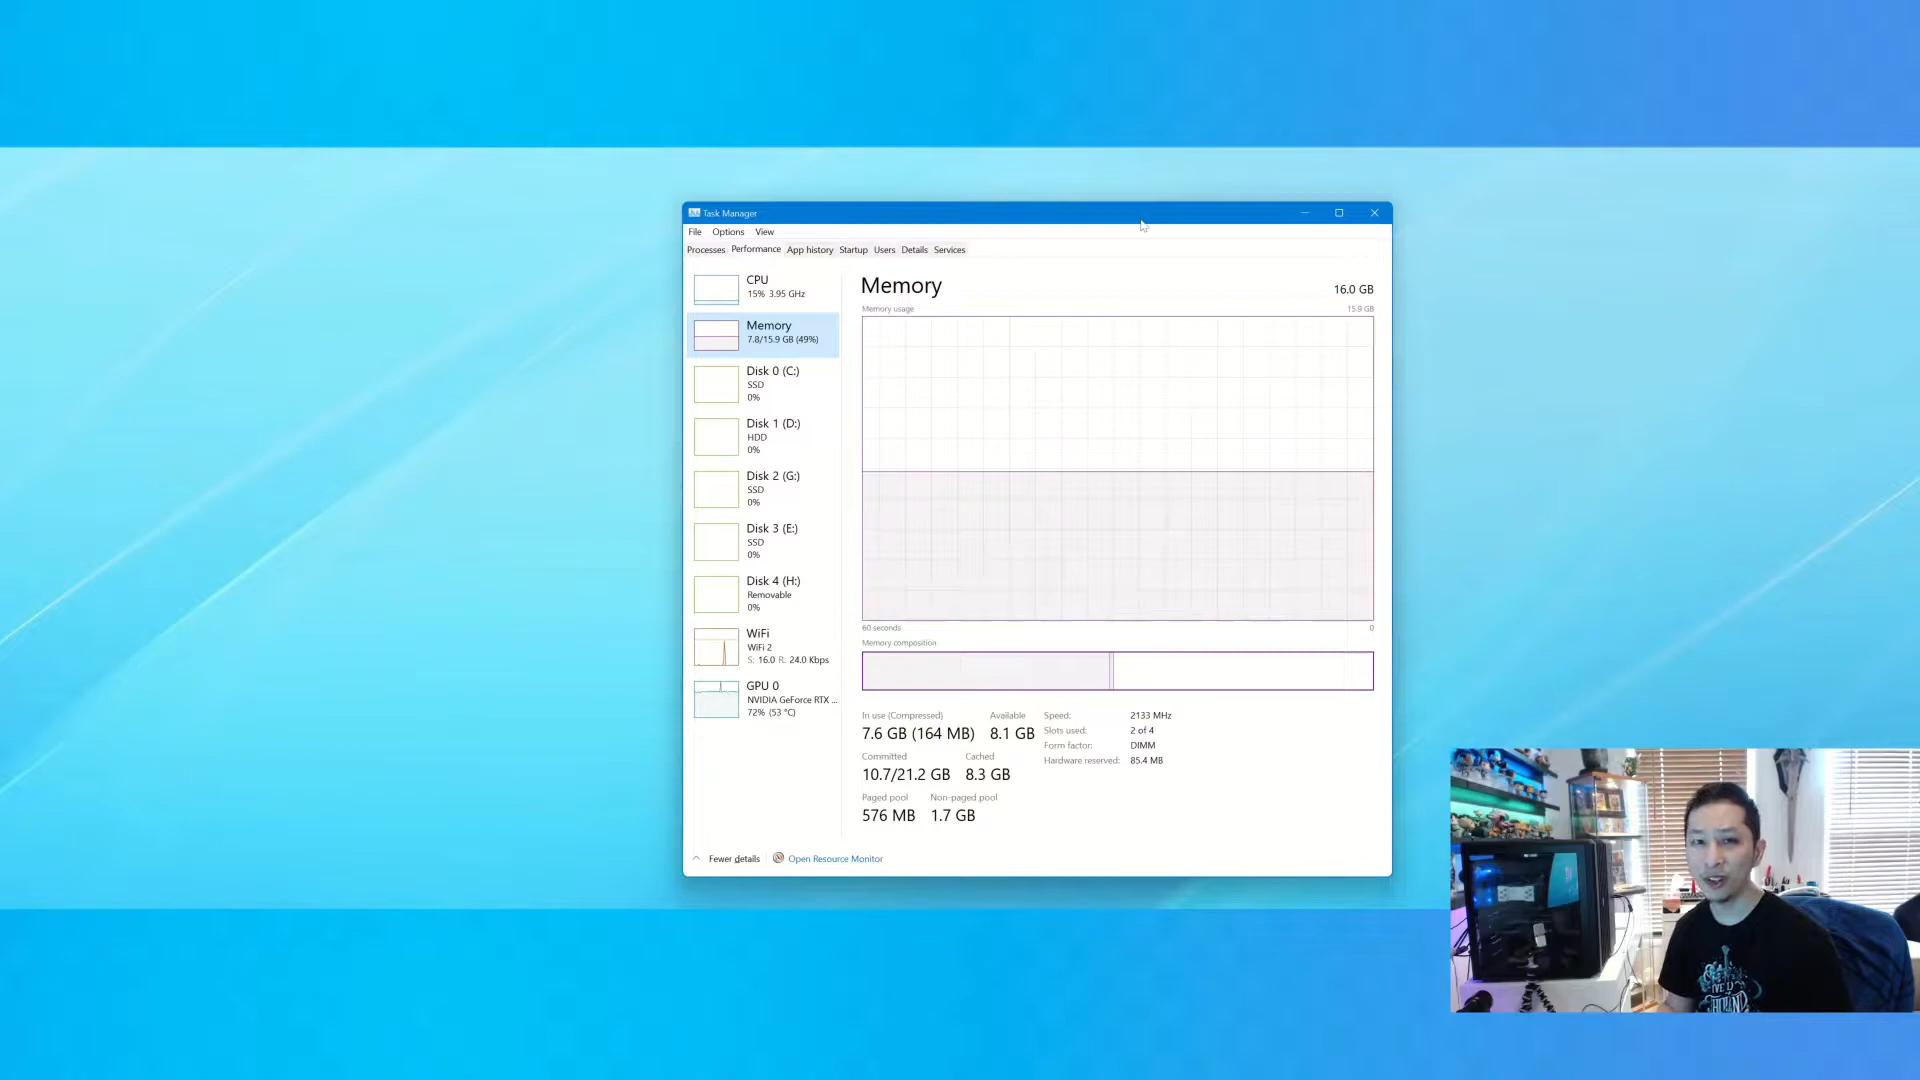 Task Manager
File Options View
Processes Performance App history Startup Users Details Services
CPU
15% 3.95 GHz
Memory
7.8/15.9 GB (49%)
Disk 0 (C:)
SSD
0%
Disk 1 (D:)
HDD
0%
Disk 2 (G:)
SSD
0%
Disk 3 (E:)
SSD
0%
Disk 4 (H:)
Removable
0%
WiFi
WiFi 2
S: 16.0 R: 24.0 Kbps
GPU 0
NVIDIA GeForce RTX ...
72% (53 °C)
Memory 16.0 GB
Memory usage 15.9 GB
60 seconds 0
Memory composition
In use (Compressed) Available
7.6 GB (164 MB) 8.1 GB
Committed Cached
10.7/21.2 GB 8.3 GB
Paged pool Non-paged pool
576 MB 1.7 GB
Speed: 2133 MHz
Slots used: 2 of 4
Form factor: DIMM
Hardware reserved: 85.4 MB
Fewer details Open Resource Monitor